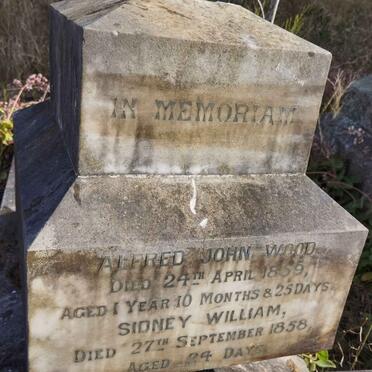 IN MEMORIAM
ALFRED JOHN WOOD,
DIED 24TH APRIL 1859,
AGED 1 YEAR 10 MONTHS & 25 DAYS.
SIDNEY WILLIAM,
DIED 27TH SEPTEMBER 1858,
AGED 24 DAYS.